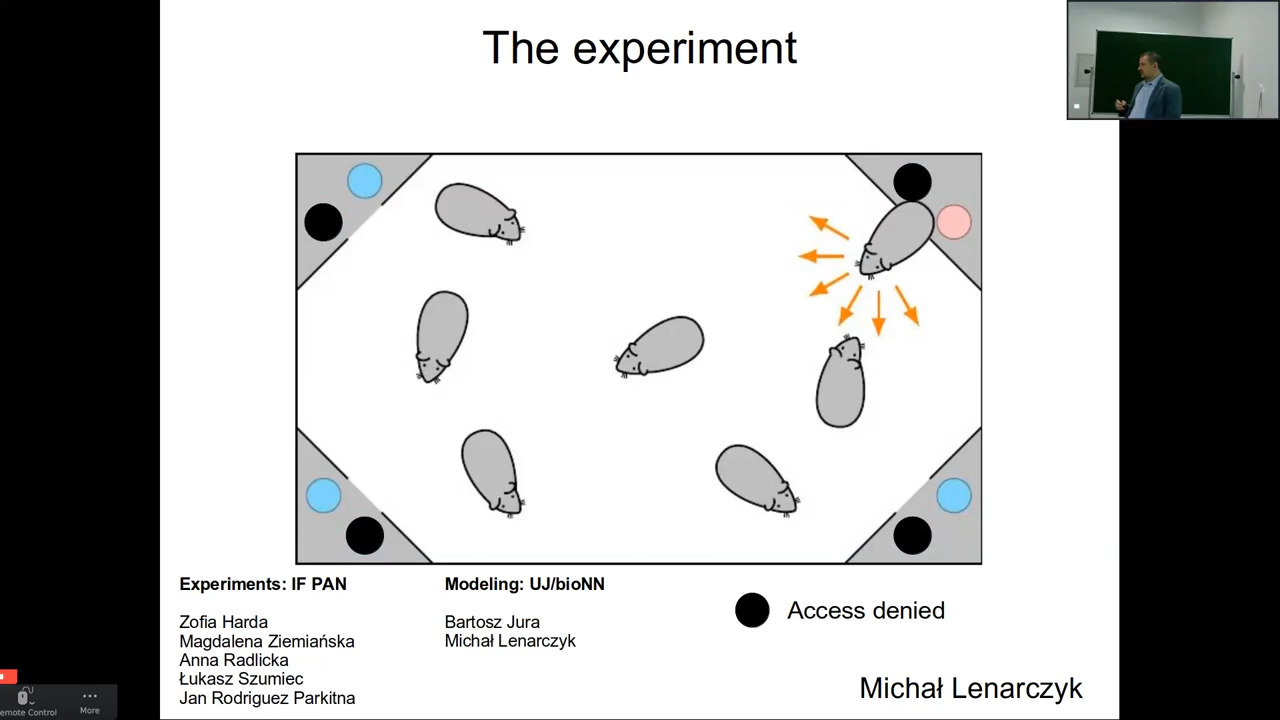 The experiment
Experiments: IF PAN
Zofia Harda
Magdalena Ziemiańska
Anna Radlicka
Łukasz Szumiec
Jan Rodriguez Parkitna
Modeling: UJ/bioNN
Bartosz Jura
Michał Lenarczyk
Access denied
Michał Lenarczyk
emote Control
More